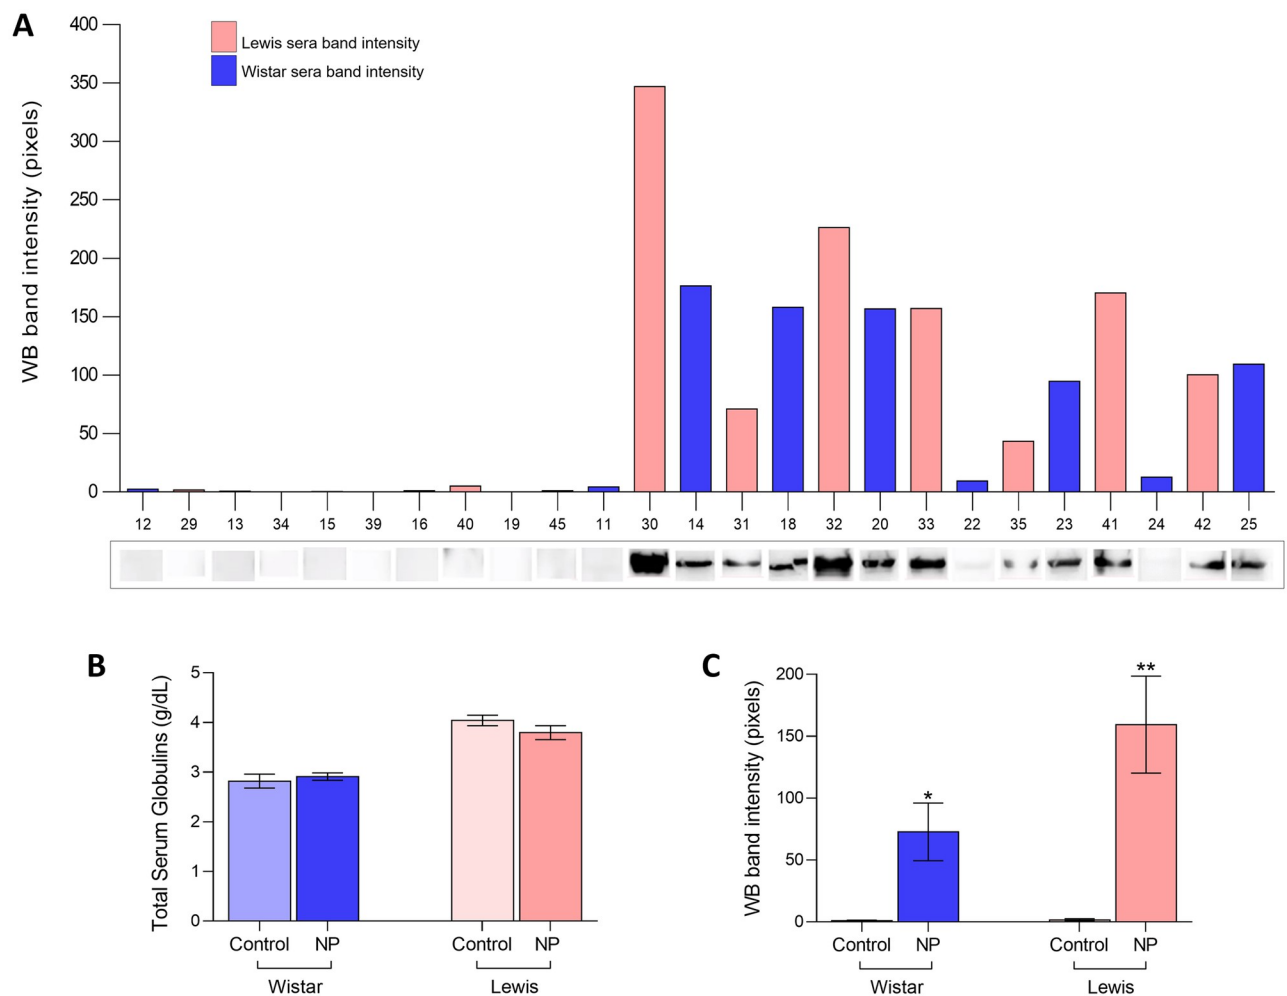 A
400
350
300
250
200
150
100
50
0
WB band intensity (pixels)
Lewis sera band intensity
Wistar sera band intensity
12 29 13 34 15 39 16 40 19 45 11 30 14 31 18 32 20 33 22 35 23 41 24 42 25
B
5
4
3
2
1
0
Total Serum Globulins (g/dL)
Control NP Control NP
Wistar Lewis
C
200
150
100
50
0
WB band intensity (pixels)
*
**
Control NP Control NP
Wistar Lewis